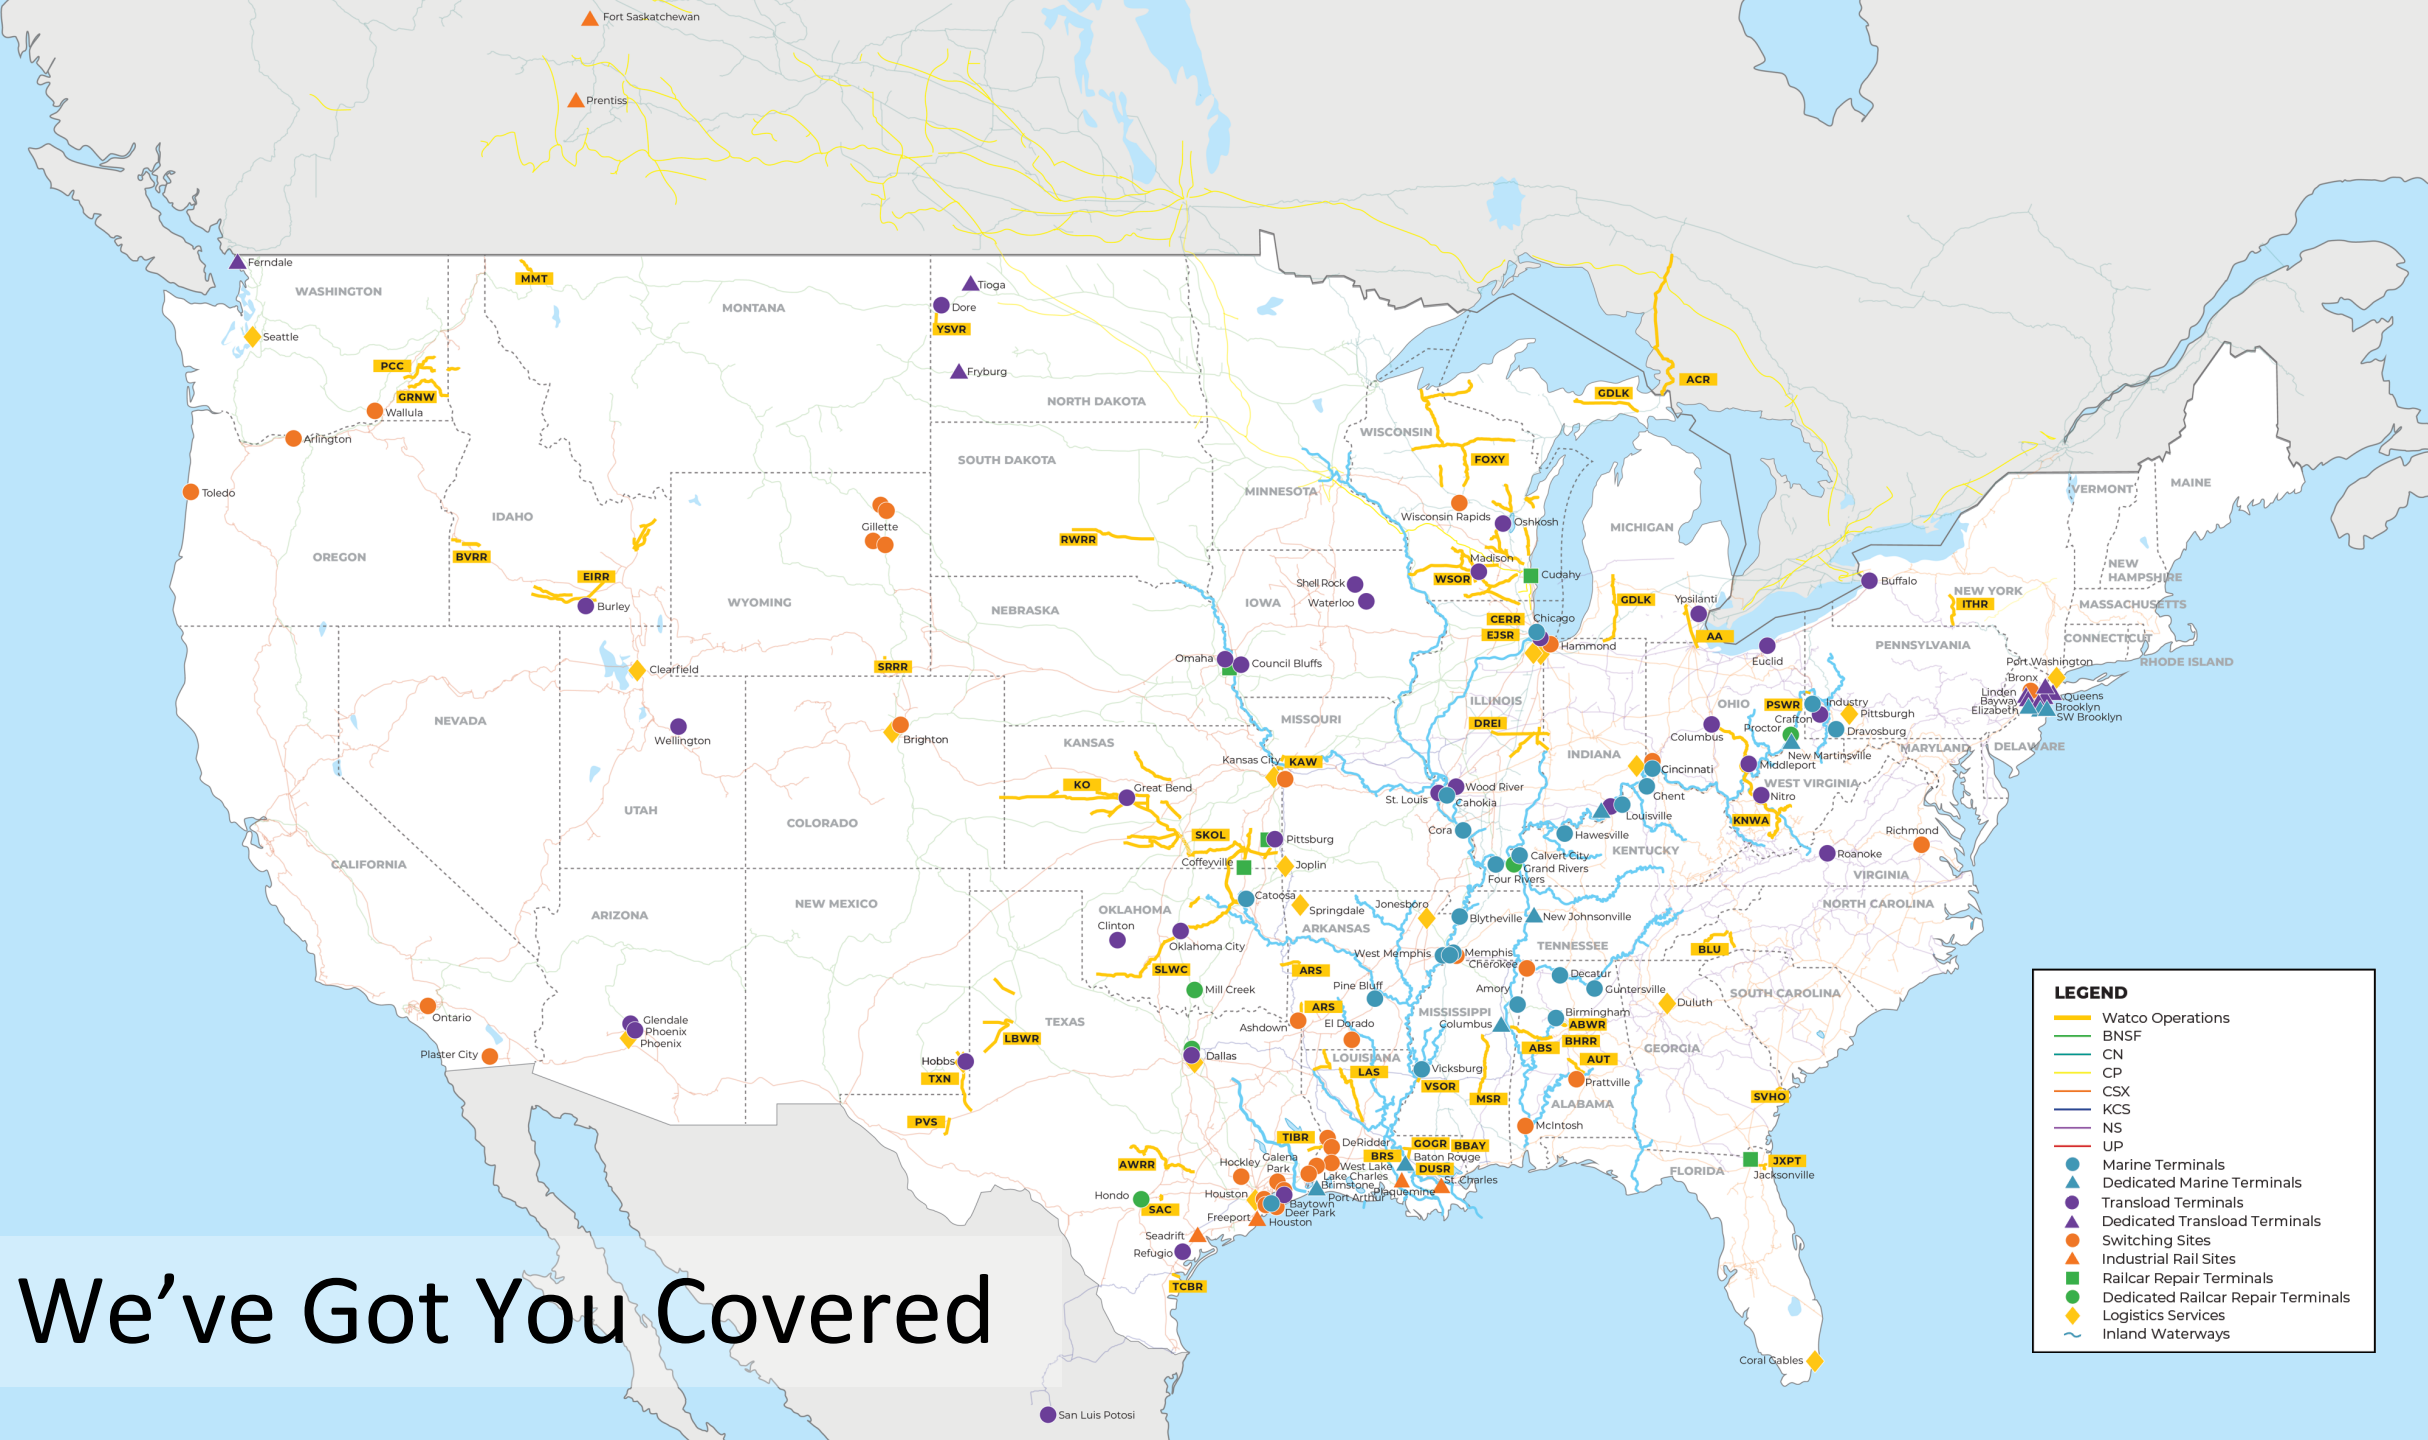 Fort Saskatchewan
Prentiss
Ferndale
WASHINGTON
MMT
MONTANA
Tioga
Dore
YSVR
Seattle
PCC
GRNW
Wallula
Fryburg
NORTH DAKOTA
Arlington
GDLK
ACR
WISCONSIN
FOXY
SOUTH DAKOTA
Toledo
IDAHO
OREGON
BVRR
EIRR
Burley
Gillette
WYOMING
RWRR
MINNESOTA
Wisconsin Rapids
Oshkosh
Madison
WSOR
Cudahy
MICHIGAN
VERMONT
MAINE
NEW
HAMPSHIRE
MASSACHUSETTS
CONNECTICUT
RHODE ISLAND
Buffalo
NEW YORK
ITHR
NEBRASKA
IOWA
Shell Rock
Waterloo
CERR
EJSR
Chicago
Hammond
GDLK
Ypsilanti
AA
Euclid
PENNSYLVANIA
Port Washington
Bronx
Linden
Bayway
Elizabeth
Queens
Brooklyn
SW Brooklyn
Clearfield
SRRR
Omaha
Council Bluffs
NEVADA
Wellington
Brighton
KANSAS
MISSOURI
ILLINOIS
DREI
INDIANA
OHIO
PSWR
Industry
Crafton
Pittsburgh
Proctor
Dravosburg
Columbus
New Martinsville
Middleport
MARYLAND
DELAWARE
WEST VIRGINIA
Nitro
KNWA
Richmond
Roanoke
VIRGINIA
Kansas City
KAW
KO
Great Bend
UTAH
COLORADO
CALIFORNIA
SKOL
Pittsburg
Coffeyville
Joplin
St. Louis
Wood River
Cahokia
Cora
Cincinnati
Ghent
Louisville
Hawesville
KENTUCKY
Calvert City
Grand Rivers
Four Rivers
ARIZONA
NEW MEXICO
OKLAHOMA
Clinton
Catoosa
Oklahoma City
SLWC
Springdale
ARKANSAS
Jonesboro
Blytheville
New Johnsonville
TENNESSEE
NORTH CAROLINA
BLU
West Memphis
Memphis
Cherokee
Decatur
Guntersville
Amory
ARS
ARS
Pine Bluff
Mill Creek
Ashdown
El Dorado
MISSISSIPPI
Columbus
Birmingham
ABWR
BHRR
ABS
AUT
Duluth
SOUTH CAROLINA
GEORGIA
Ontario
Plaster City
Glendale
Phoenix
Phoenix
TEXAS
LBWR
Hobbs
TXN
PVS
Dallas
LOUISIANA
LAS
Vicksburg
VSOR
MSR
Prattville
ALABAMA
McIntosh
SVHO
AWRR
TIBR
DeRidder
GOGR
BBAY
BRS
Baton Rouge
DUSR
Hockley
Galena
Park
West Lake
Lake Charles
Brimstone
Port Arthur
Plaquemine
St. Charles
Houston
Hondo
SAC
Baytown
Deer Park
Freeport
Houston
Seadrift
Refugio
TCBR
FLORIDA
JXPT
Jacksonville
Coral Gables
San Luis Potosi
We've Got You Covered
LEGEND
Watco Operations
BNSF
CN
CP
CSX
KCS
NS
UP
Marine Terminals
Dedicated Marine Terminals
Transload Terminals
Dedicated Transload Terminals
Switching Sites
Industrial Rail Sites
Railcar Repair Terminals
Dedicated Railcar Repair Terminals
Logistics Services
Inland Waterways